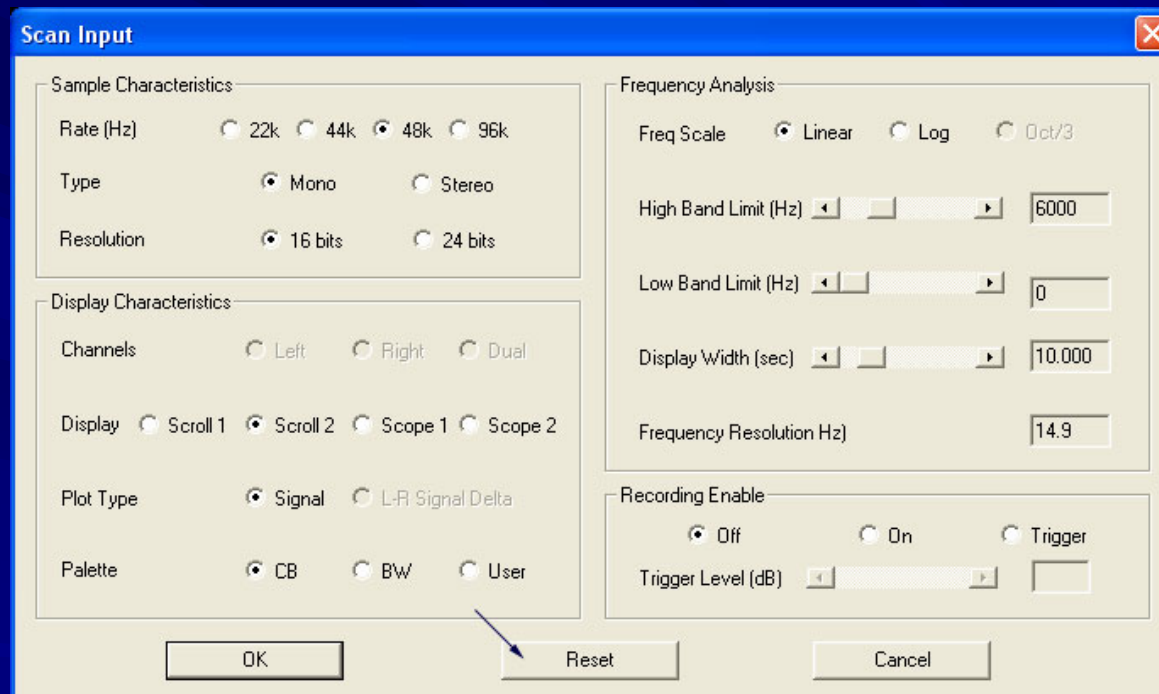 Scan Input
Sample Characteristics
Rate (Hz) 22k 44k 48k 96k
Type Mono Stereo
Resolution 16 bits 24 bits
Display Characteristics
Channels Left Right Dual
Display Scroll 1 Scroll 2 Scope 1 Scope 2
Plot Type Signal L-R Signal Delta
Palette CB BW User
Frequency Analysis
Freq Scale Linear Log Oct/3
High Band Limit (Hz) 6000
Low Band Limit (Hz) 0
Display Width (sec) 10.000
Frequency Resolution Hz) 14.9
Recording Enable
Off On Trigger
Trigger Level (dB)
OK Reset Cancel